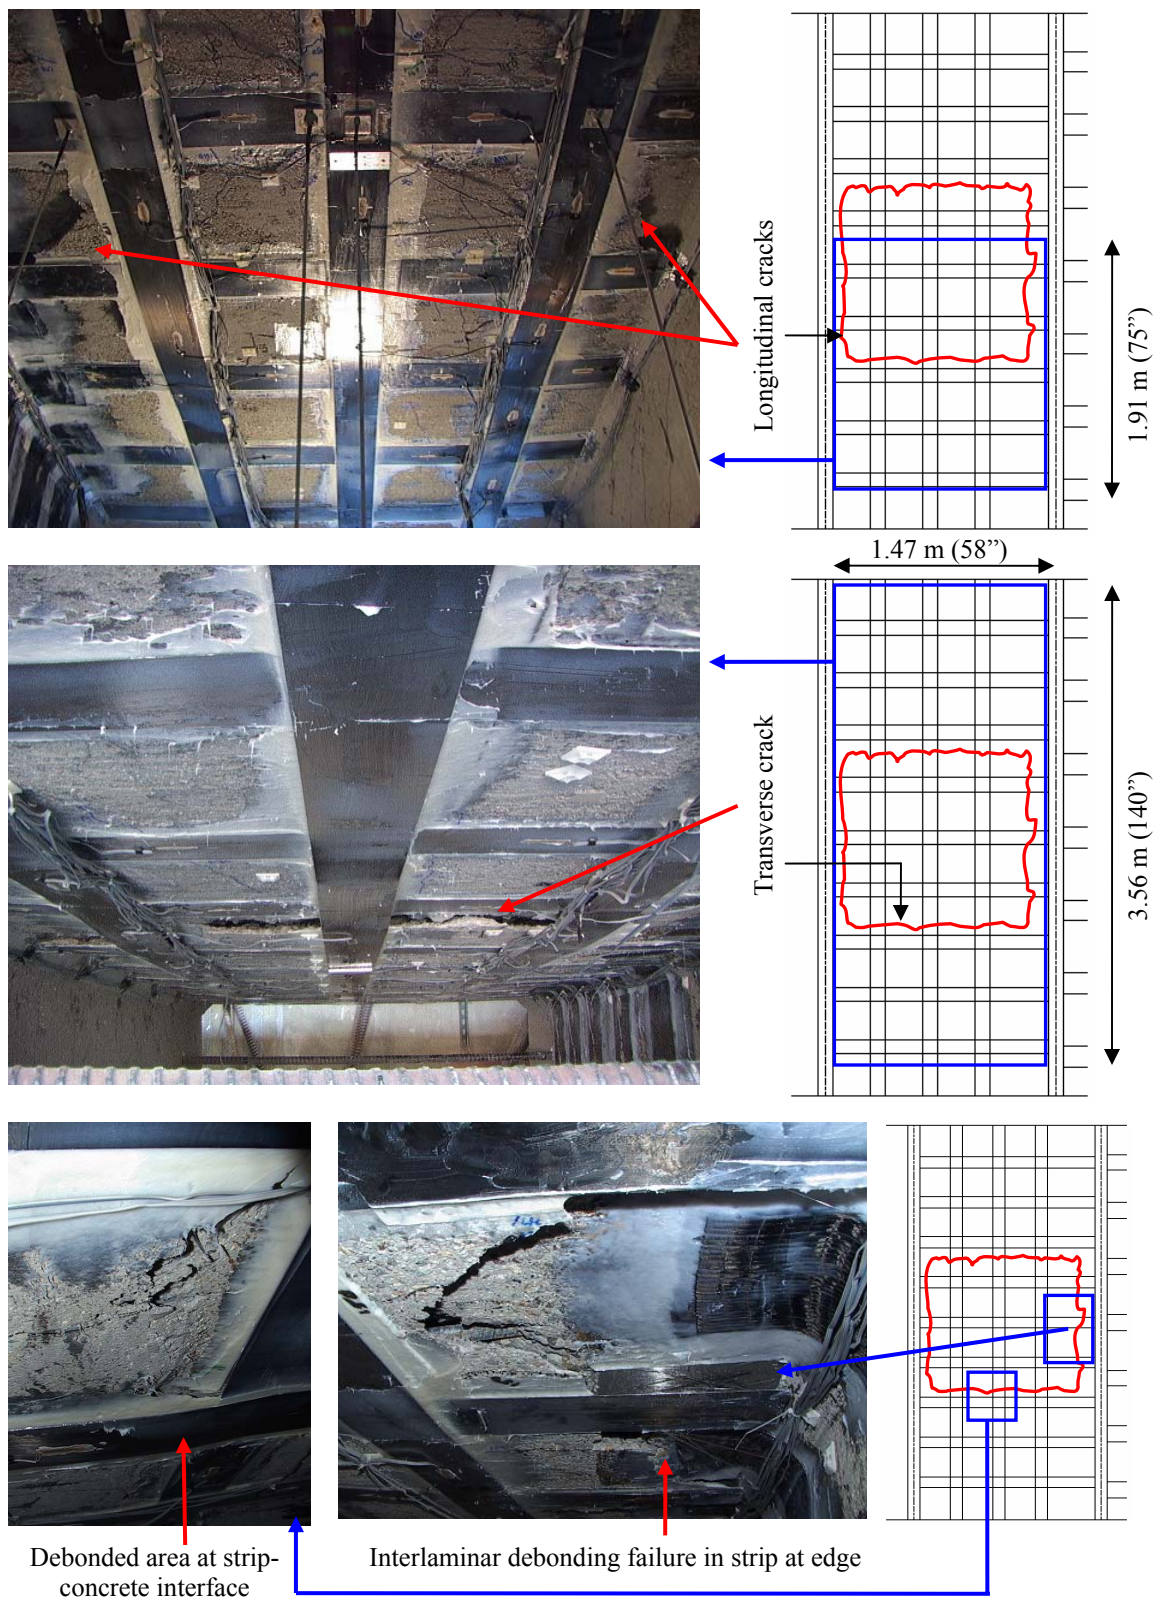 Longitudinal cracks
1.91 m (75”)
1.47 m (58”)
Transverse crack
3.56 m (140”)
Debonded area at strip-
concrete interface
Interlaminar debonding failure in strip at edge